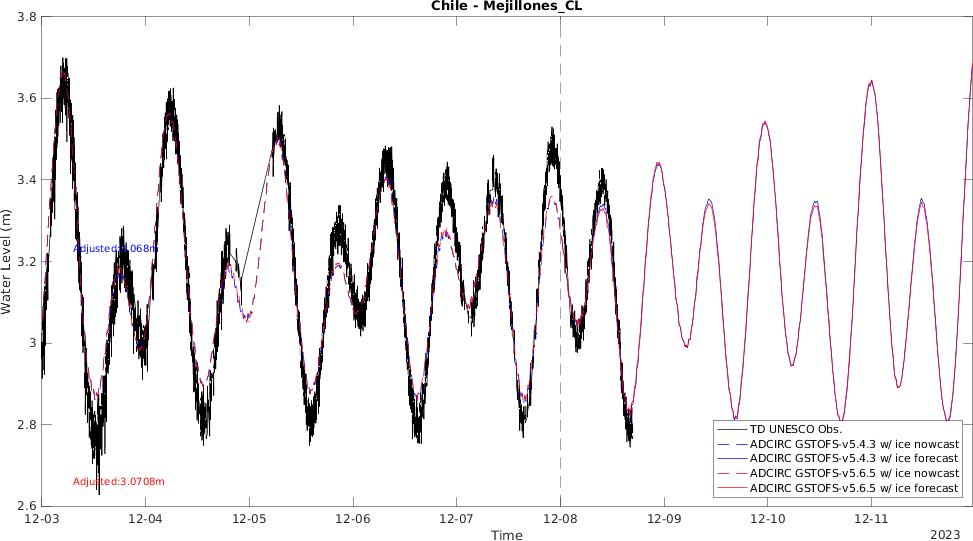 Chile - Mejillones_CL
3.8
3.6
3.4
3.2
3
2.8
2.6
Water Level (m)
Adjusted:3.068m
Adjusted:3.0708m
TD UNESCO Obs.
ADCIRC GSTOFS-v5.4.3 w/ ice nowcast
ADCIRC GSTOFS-v5.4.3 w/ ice forecast
ADCIRC GSTOFS-v5.6.5 w/ ice nowcast
ADCIRC GSTOFS-v5.6.5 w/ ice forecast
12-03 12-04 12-05 12-06 12-07 12-08 12-09 12-10 12-11
Time
2023